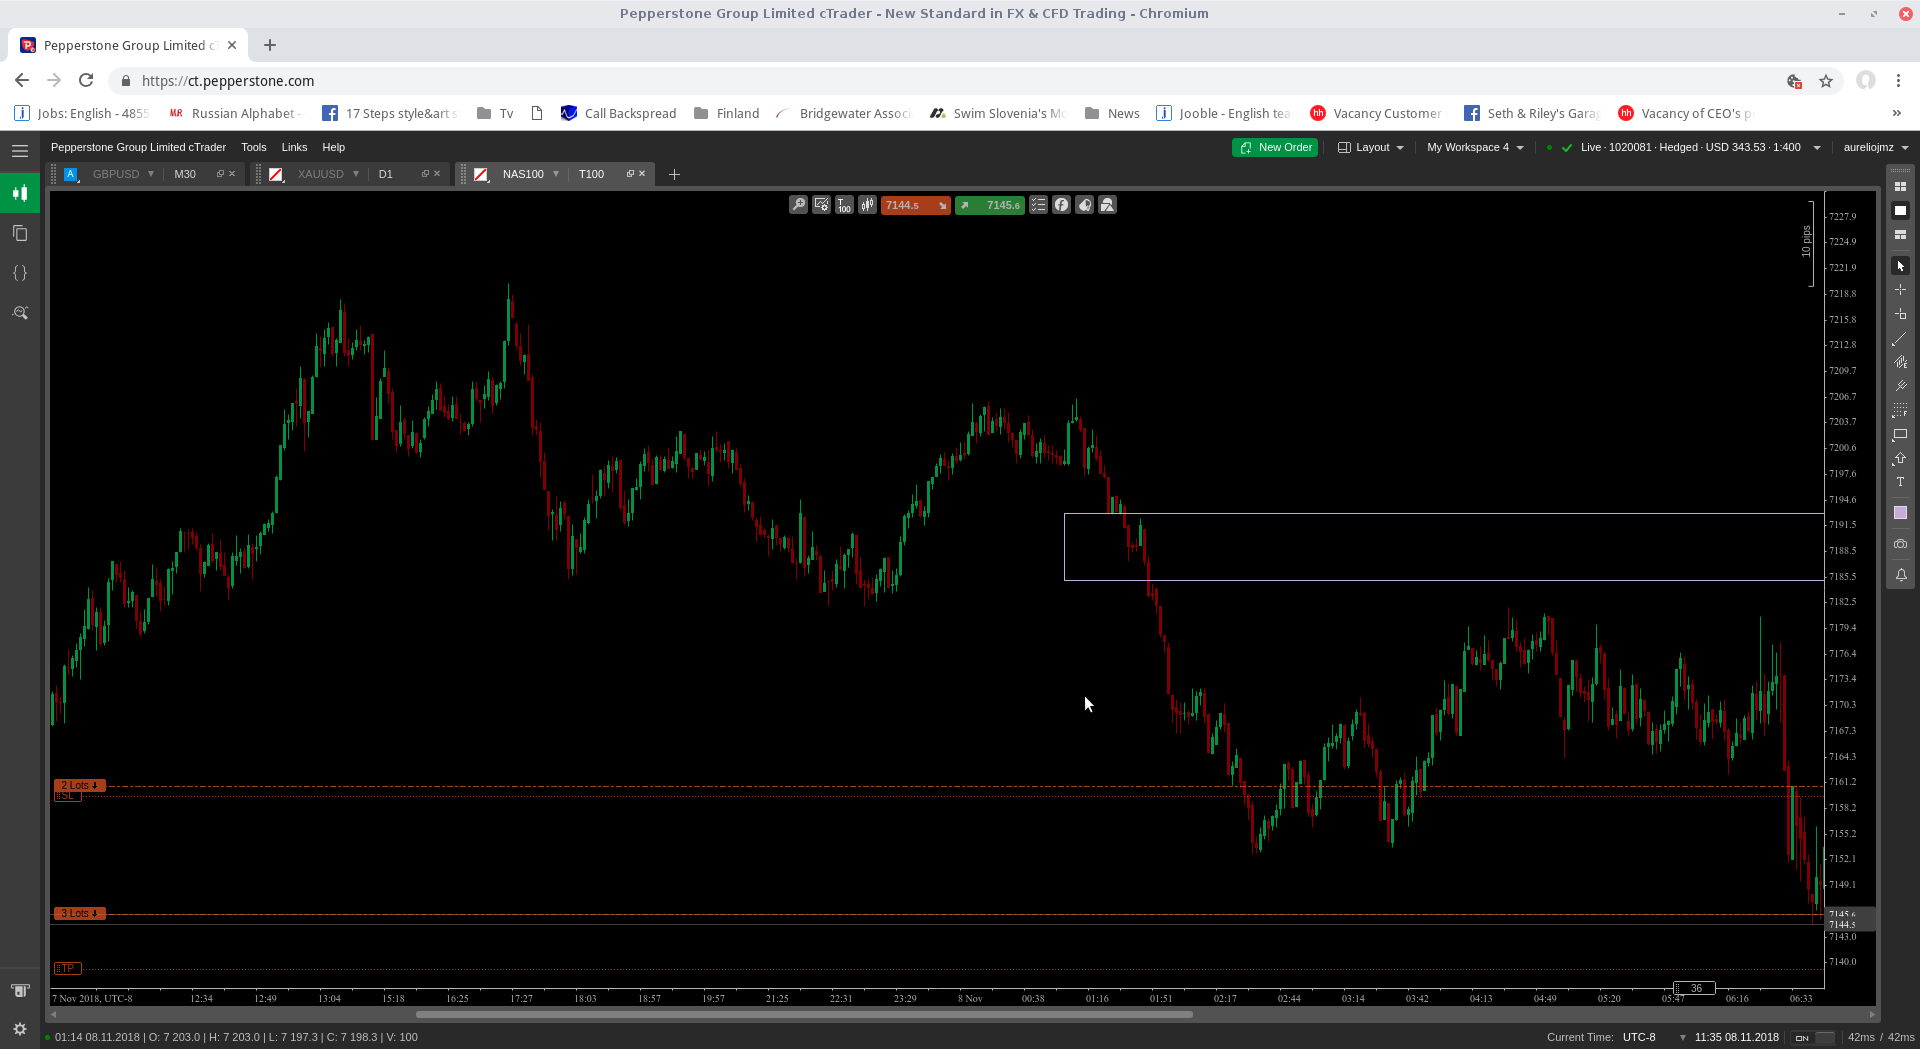 Pepperstone Group Limited cTrader - New Standard in FX & CFD Trading - Chromium
Pepperstone Group Limited cT
https://ct.pepperstone.com
Jobs: English - 4855 Russian Alphabet - 17 Steps style&art s Tv Call Backspread Finland Bridgewater Assoc Swim Slovenia's Mo News Jooble - English tea Vacancy Customer Seth & Riley's Garag Vacancy of CEO's p »
Pepperstone Group Limited cTrader Tools Links Help New Order Layout My Workspace 4 Live · 1020081 · Hedged · USD 343.53 · 1:400 aureliojmz
A GBPUSD M30 XAUUSD D1 NAS100 T100
T100 7144.5 7145.6
10 pips
7227.9
7224.9
7221.9
7218.8
7215.8
7212.8
7209.7
7206.7
7203.7
7200.6
7197.6
7194.6
7191.5
7188.5
7185.5
7182.5
7179.4
7176.4
7173.4
7170.3
7167.3
7164.3
7161.2
7158.2
7155.2
7152.1
7149.1
7145.6
7144.5
7143.0
7140.0
2 Lots
SL
3 Lots
TP
36
7 Nov 2018, UTC-8 12:34 12:49 13:04 15:18 16:25 17:27 18:03 18:57 19:57 21:25 22:31 23:29 8 Nov 00:38 01:16 01:51 02:17 02:44 03:14 03:42 04:13 04:49 05:20 05:47 06:16 06:33
01:14 08.11.2018 | O: 7 203.0 | H: 7 203.0 | L: 7 197.3 | C: 7 198.3 | V: 100 Current Time: UTC-8 11:35 08.11.2018 ON 42ms / 42ms